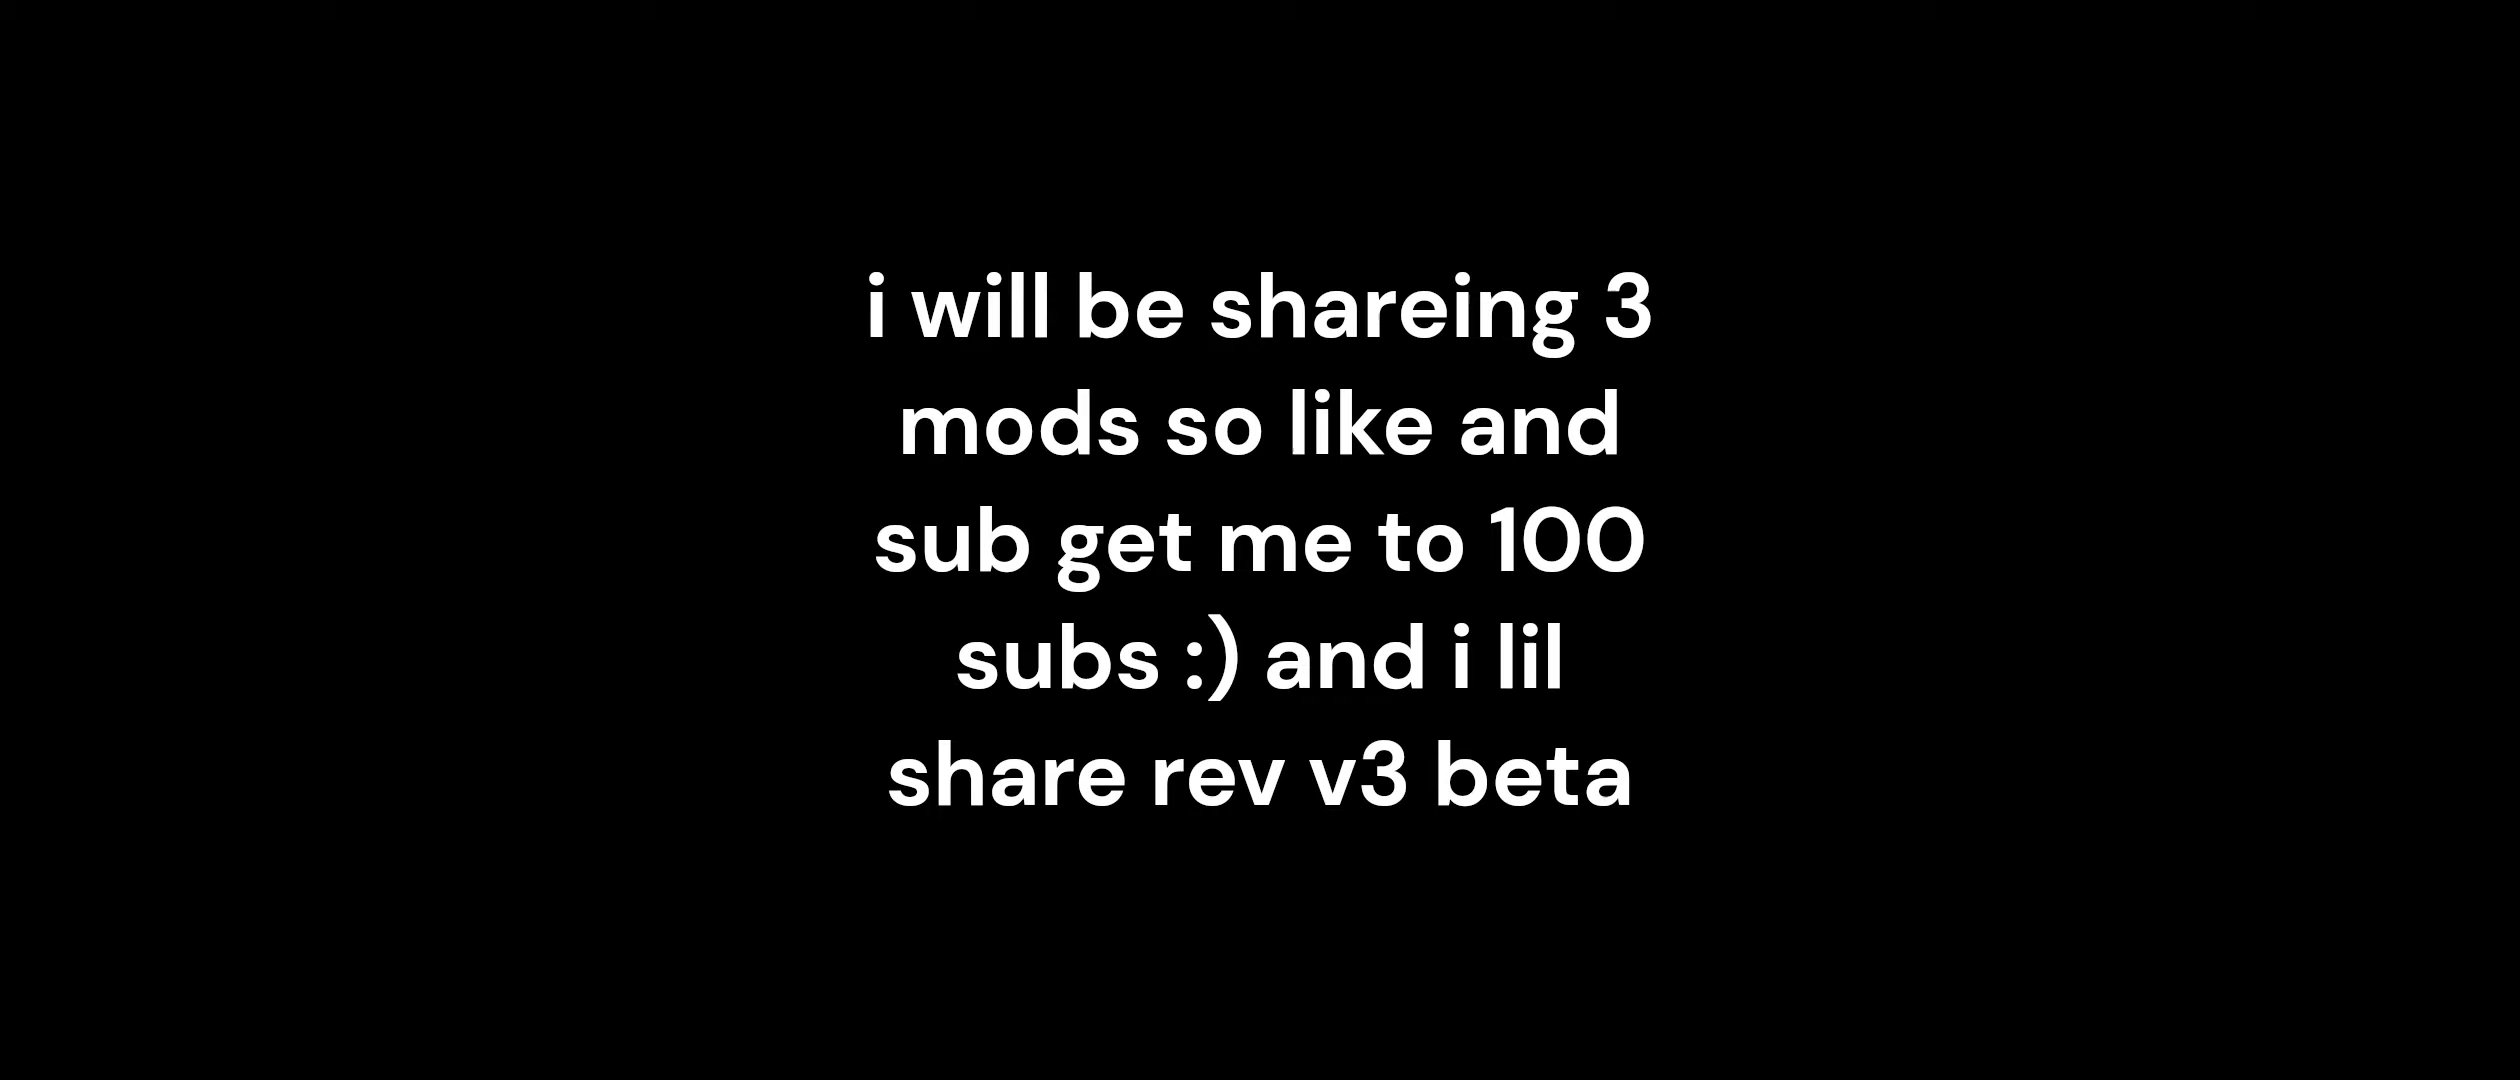 i will be shareing 3
mods so like and
sub get me to 100
subs :) and i lil
share rev v3 beta